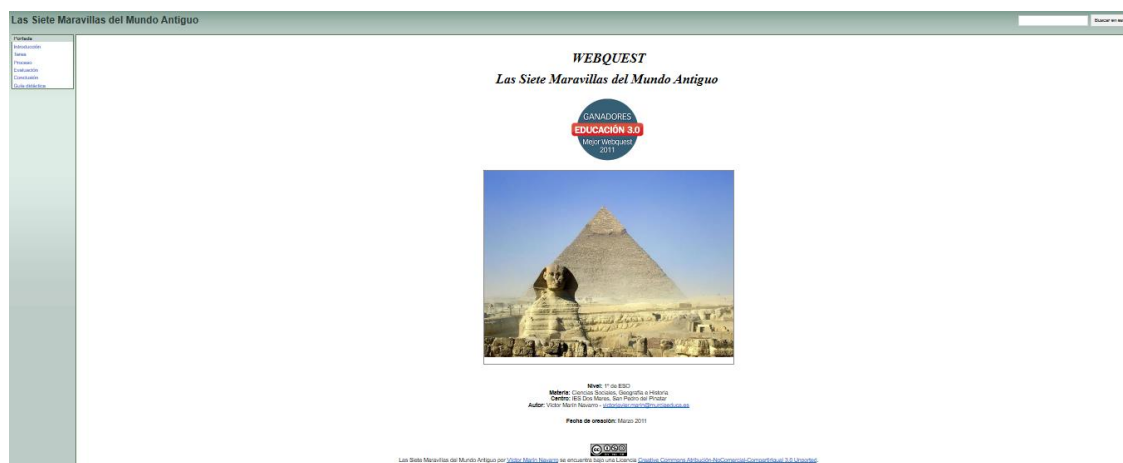 Las Siete Maravillas del Mundo Antiguo
Buscar en es
Portada
Introducción
Tarea
Proceso
Evaluación
Conclusión
Guía didáctica
WEBQUEST
Las Siete Maravillas del Mundo Antiguo
GANADORES
EDUCACIÓN 3.0
Mejor Webquest
2011
Nivel: 1º de ESO
Materia: Ciencias Sociales, Geografía e Historia
Centro: IES Dos Mares, San Pedro del Pinatar
Autor: Víctor Marín Navarro - victorjavier.marin@murciaeduca.es
Fecha de creación: Marzo 2011
Las Siete Maravillas del Mundo Antiguo por Víctor Marín Navarro se encuentra bajo una Licencia Creative Commons Atribución-NoComercial-CompartirIgual 3.0 Unported.